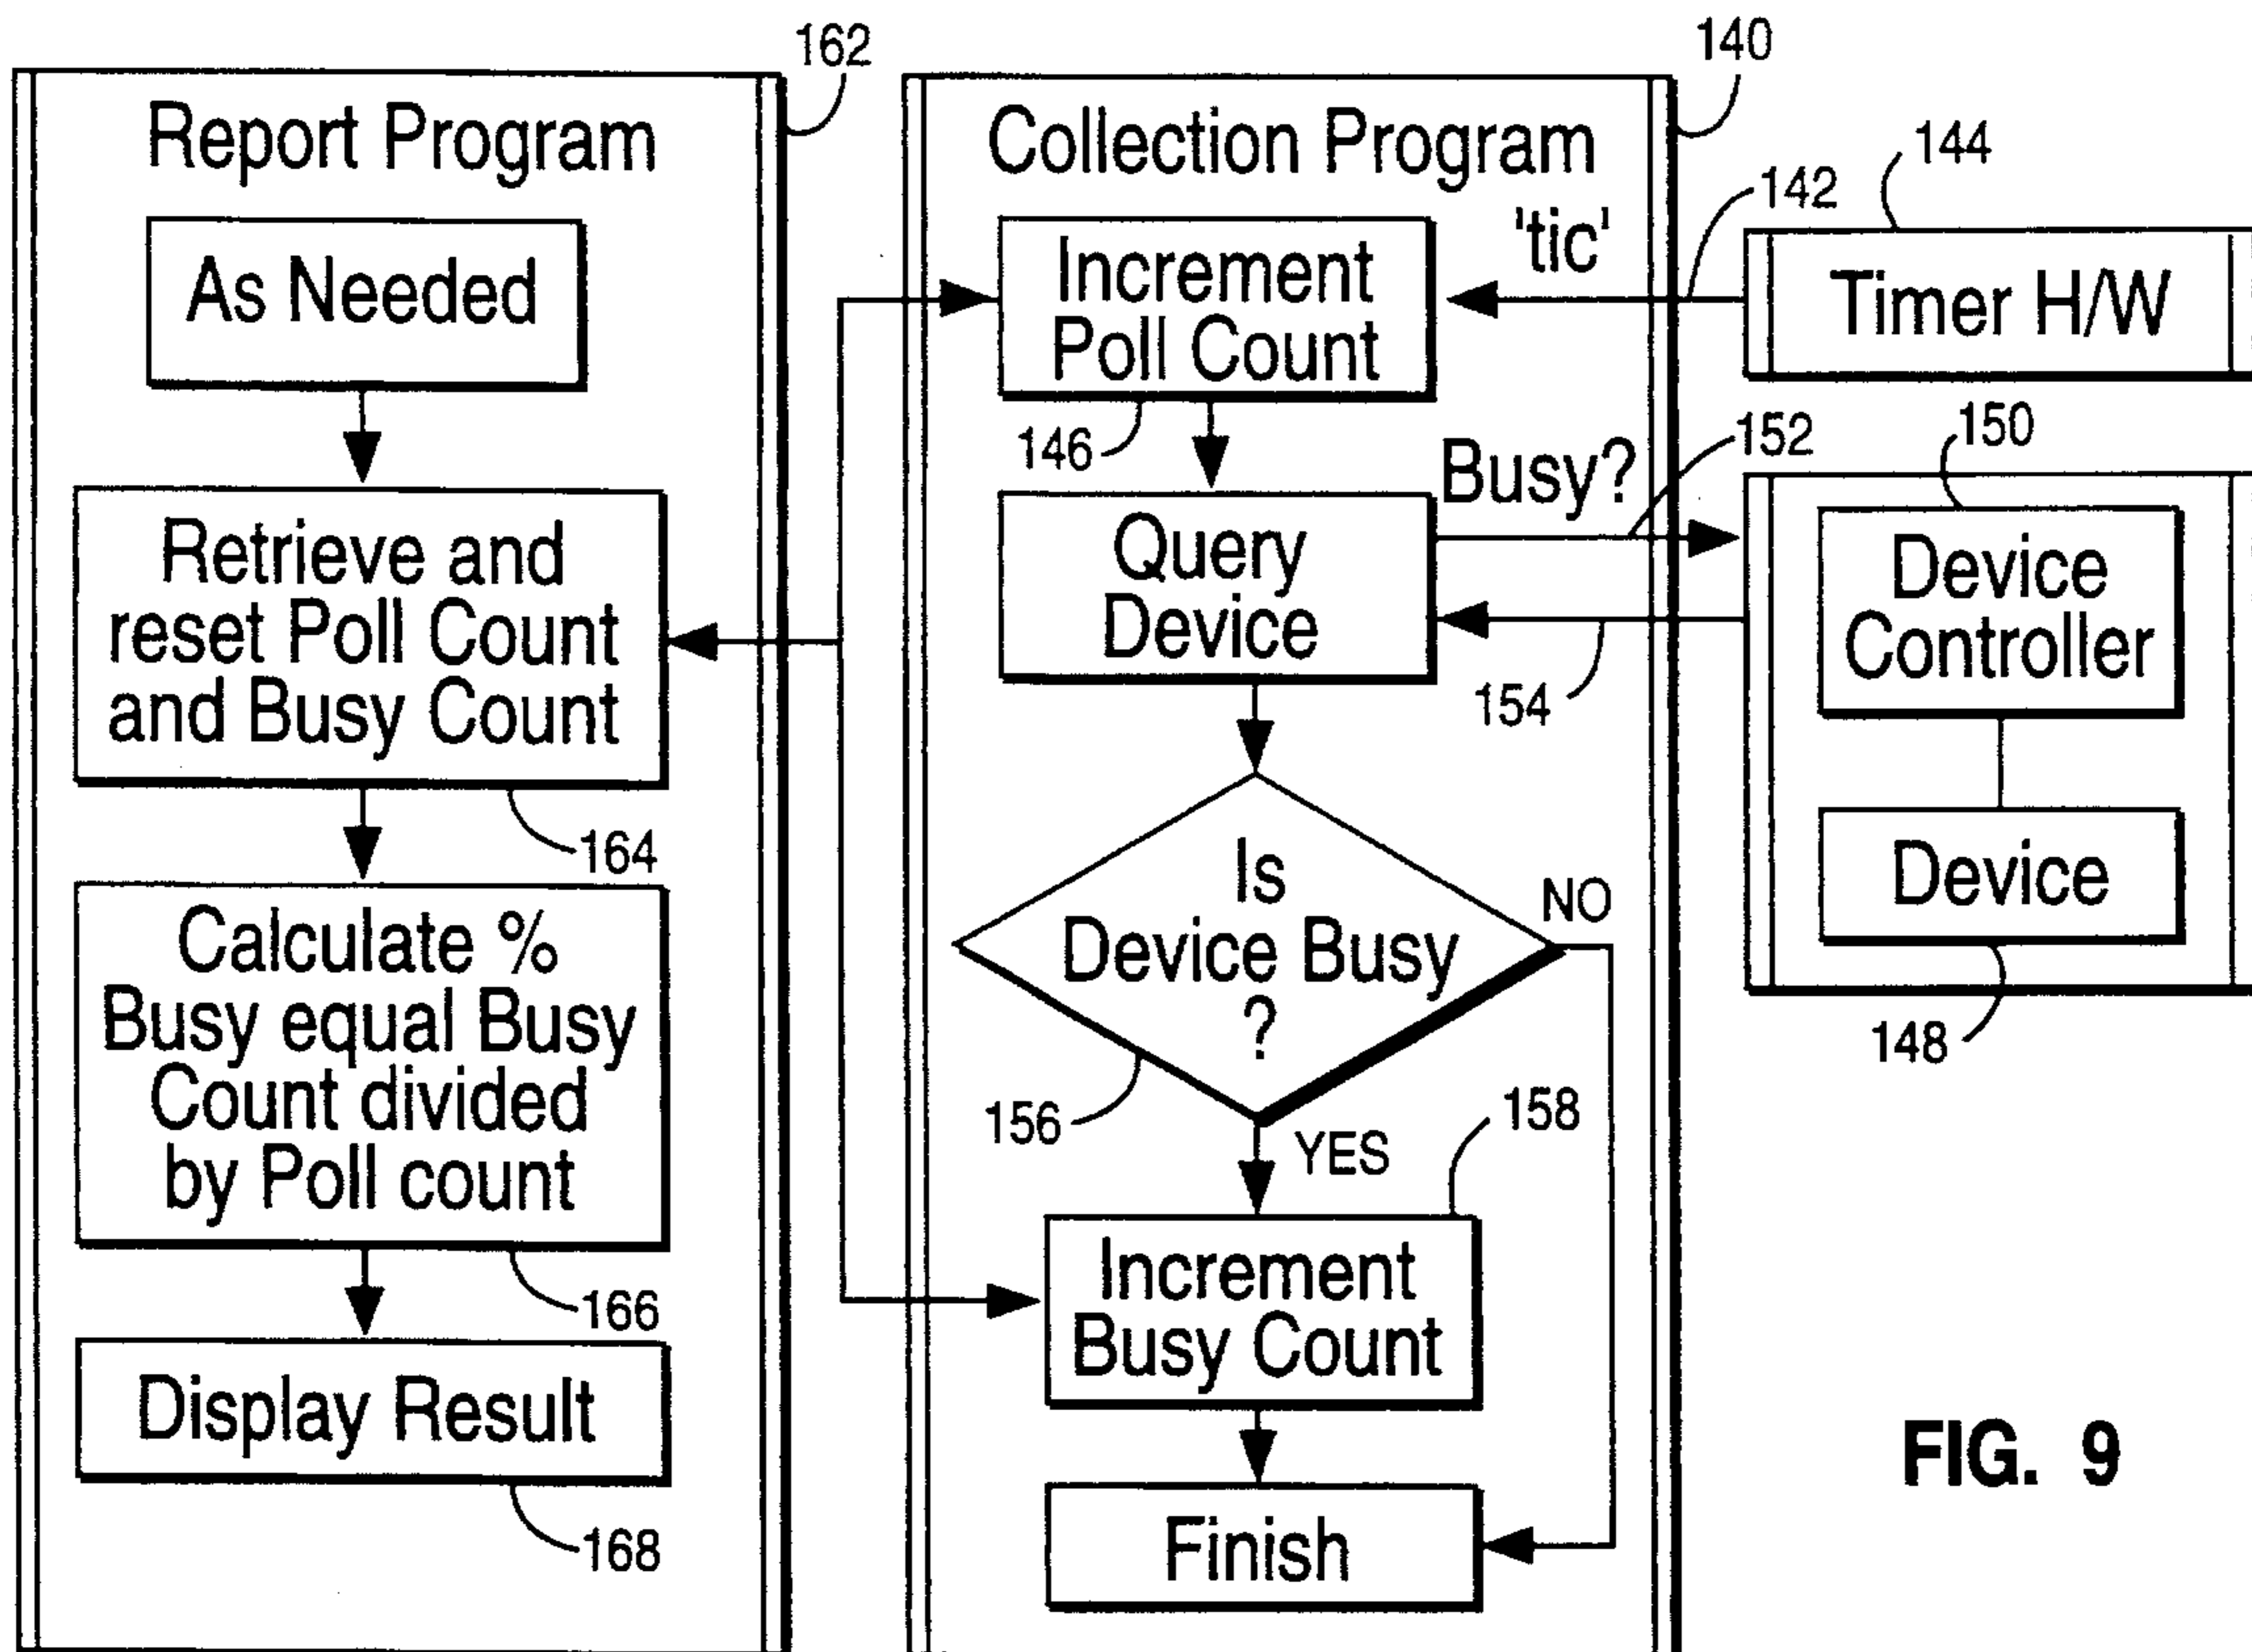 162
Report Program
As Needed
Retrieve and
reset Poll Count
and Busy Count
164
Calculate %
Busy equal Busy
Count divided
by Poll count
166
Display Result
168
140
Collection Program
'tic'
142
144
Timer H/W
Increment
Poll Count
146
Busy?
152
150
Query
Device
154
Device
Controller
Device
148
Is
Device Busy
?
NO
156
YES
158
Increment
Busy Count
Finish
FIG. 9